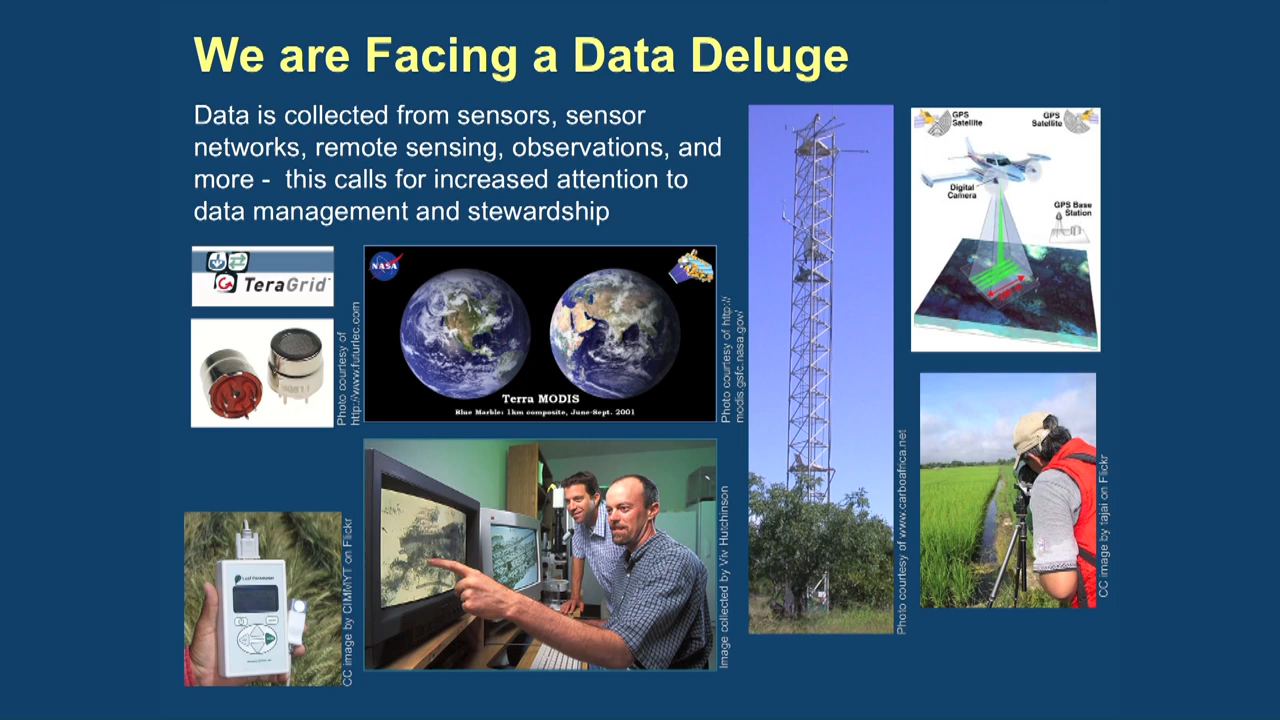 We are Facing a Data Deluge
Data is collected from sensors, sensor
networks, remote sensing, observations, and
more - this calls for increased attention to
data management and stewardship
TeraGrid
Photo courtesy of
http://www.futurlec.com
NASA
Terra MODIS
Blue Marble: 1km composite, June-Sept. 2001
Photo courtesy of http://
modis.gsfc.nasa.gov/
GPS
Satellite
GPS
Satellite
Digital
Camera
GPS Base
Station
CC image by CIMMYT on Flickr
Image collected by Viv Hutchinson
Photo courtesy of www.carboafrica.net
CC image by tajai on Flickr